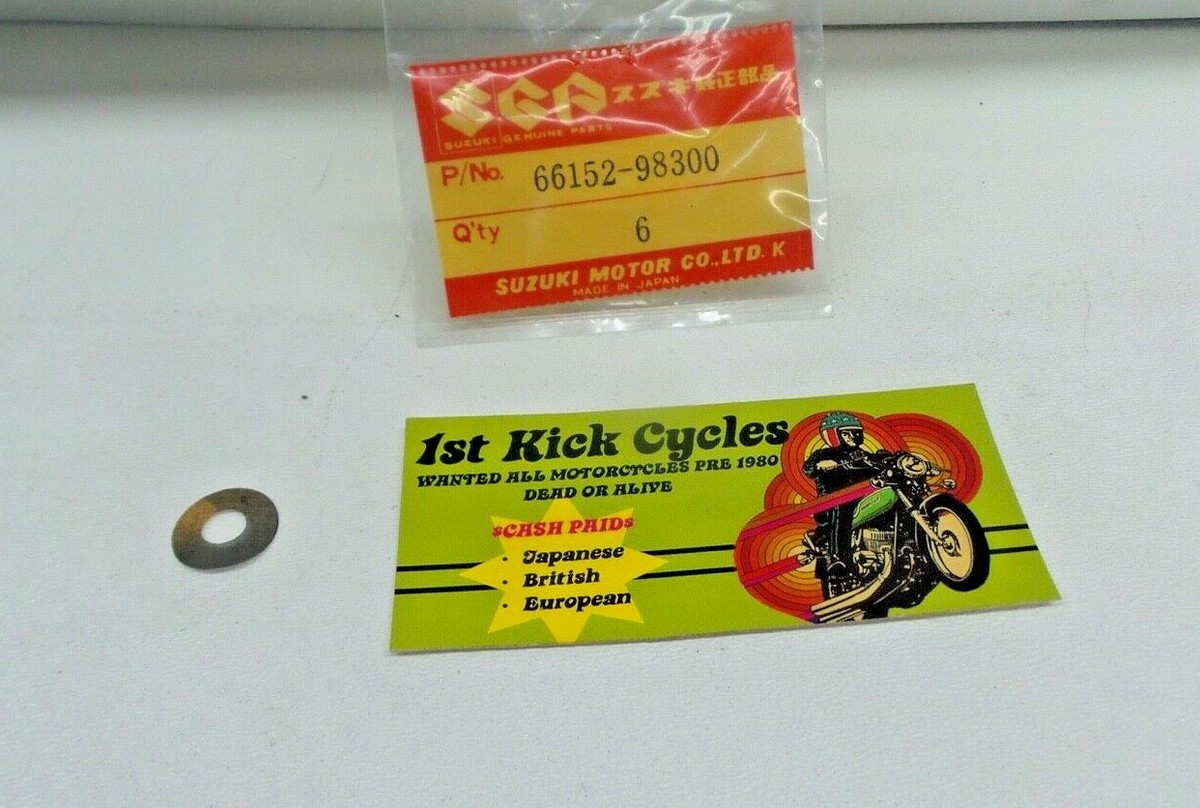 SGP スズキ純正部品
SUZUKI GENUINE PARTS
P/No. 66152-98300
Q'ty 6
SUZUKI MOTOR CO.,LTD. K
MADE IN JAPAN
1st Kick Cycles
WANTED ALL MOTORCYCLES PRE 1980
DEAD OR ALIVE
$CASH PAID$
· Japanese
· British
· European